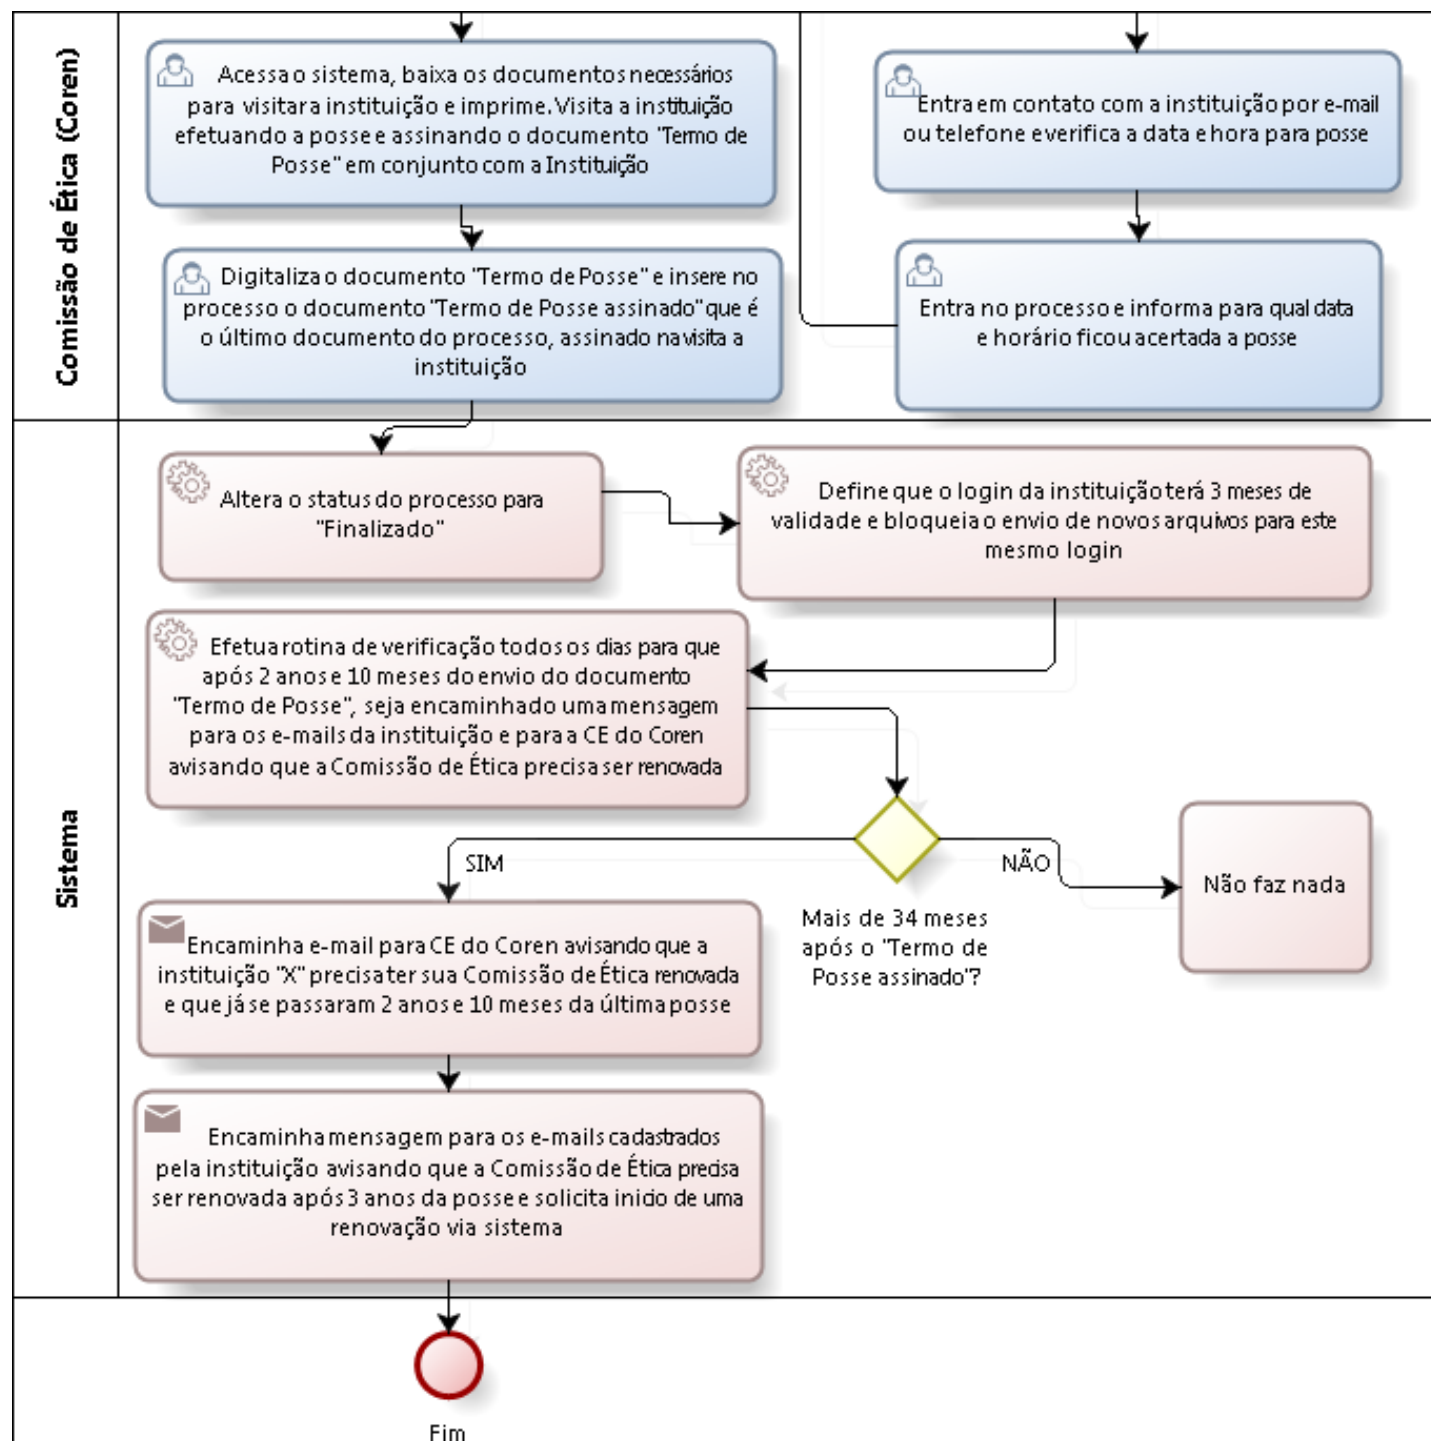 Comissão de Ética (Coren)
Acessa o sistema, baixa os documentos necessários
para visitar a instituição e imprime. Visita a instituição
efetuando a posse e assinando o documento "Termo de
Posse" em conjunto com a Instituição
Entra em contato com a instituição por e-mail
ou telefone e verifica a data e hora para posse
Digitaliza o documento "Termo de Posse" e insere no
processo o documento "Termo de Posse assinado" que é
o último documento do processo, assinado na visita a
instituição
Entra no processo e informa para qual data
e horário ficou acertada a posse
Sistema
Altera o status do processo para
"Finalizado"
Define que o login da instituição terá 3 meses de
validade e bloqueia o envio de novos arquivos para este
mesmo login
Efetua rotina de verificação todos os dias para que
após 2 anos e 10 meses do envio do documento
"Termo de Posse", seja encaminhado uma mensagem
para os e-mails da instituição e para a CE do Coren
avisando que a Comissão de Ética precisa ser renovada
SIM
NÃO
Mais de 34 meses
após o "Termo de
Posse assinado"?
Não faz nada
Encaminha e-mail para CE do Coren avisando que a
instituição "X" precisa ter sua Comissão de Ética renovada
e que já se passaram 2 anos e 10 meses da última posse
Encaminha mensagem para os e-mails cadastrados
pela instituição avisando que a Comissão de Ética precisa
ser renovada após 3 anos da posse e solicita inicio de uma
renovação via sistema
Fim